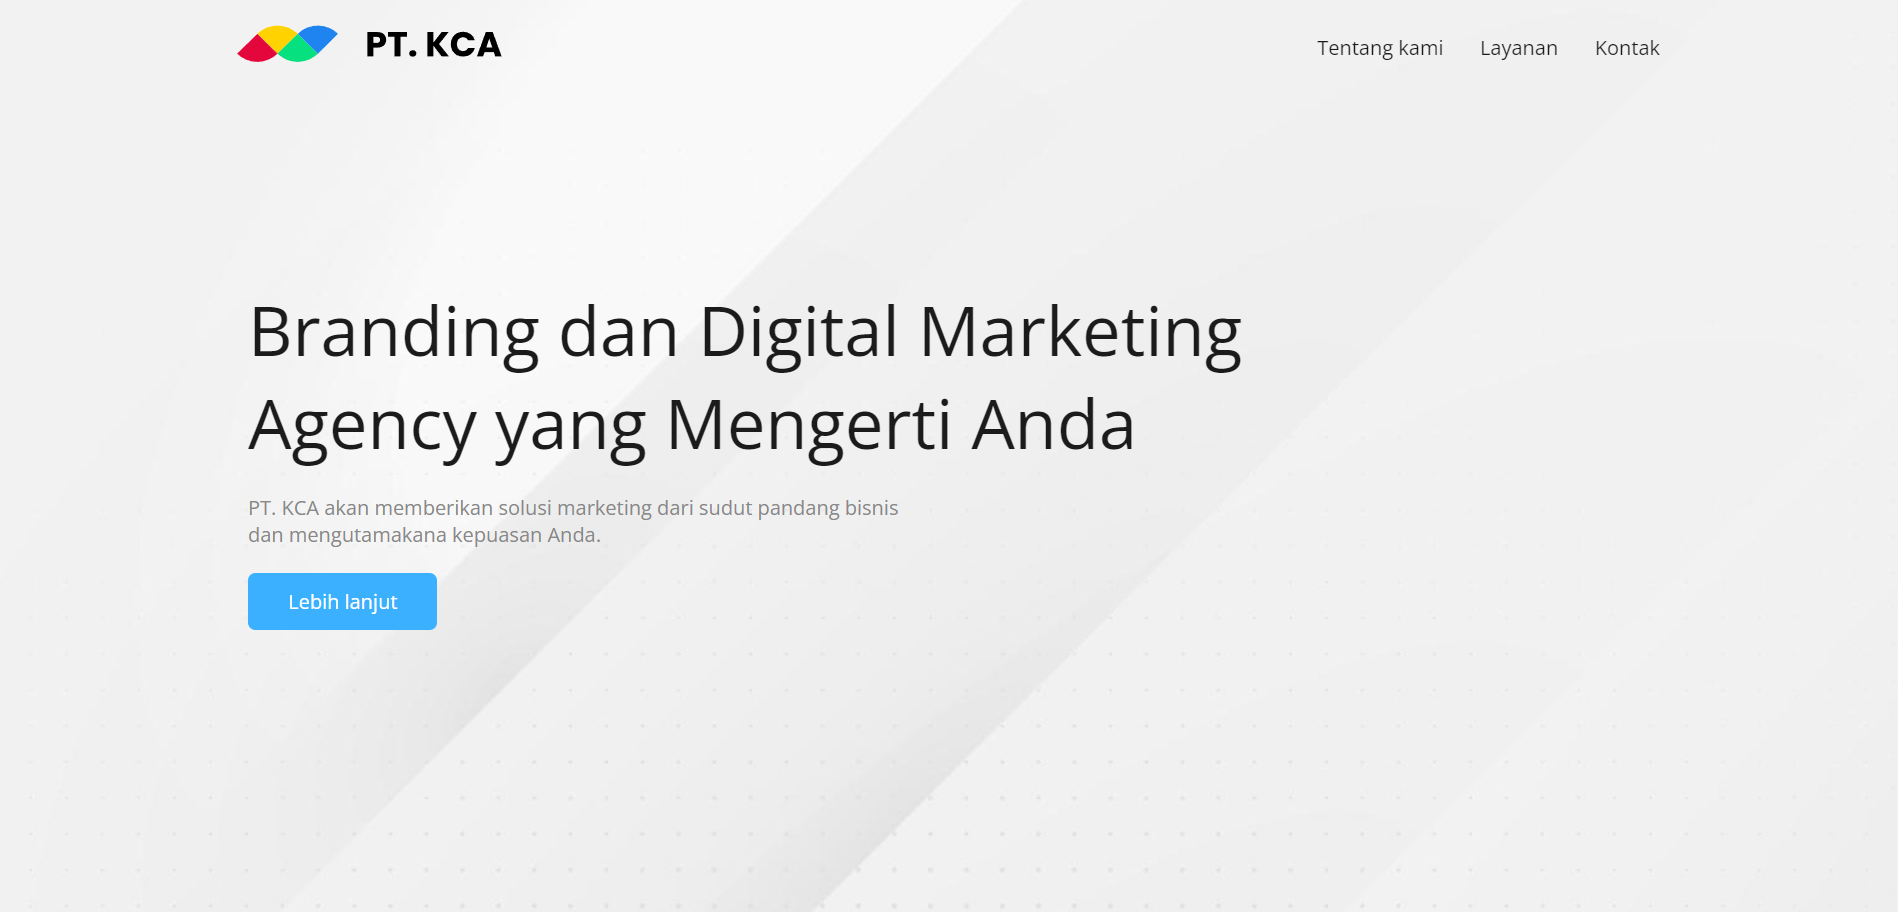 PT. KCA
Tentang kami
Layanan
Kontak
Branding dan Digital Marketing
Agency yang Mengerti Anda
PT. KCA akan memberikan solusi marketing dari sudut pandang bisnis
dan mengutamakana kepuasan Anda.
Lebih lanjut